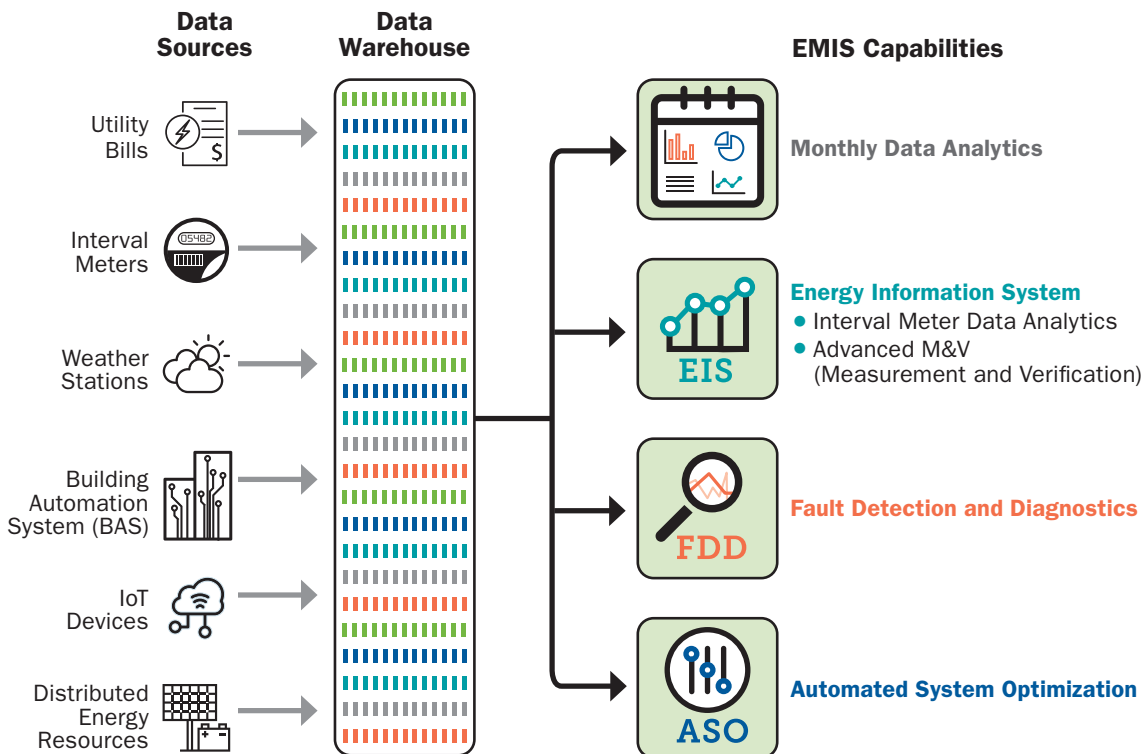 Data
Sources
Data
Warehouse
EMIS Capabilities
Utility
Bills
$
Interval
Meters
05482
Weather
Stations
Building
Automation
System (BAS)
IoT
Devices
Distributed
Energy
Resources
Monthly Data Analytics
EIS
Energy Information System
• Interval Meter Data Analytics
• Advanced M&V
(Measurement and Verification)
FDD
Fault Detection and Diagnostics
ASO
Automated System Optimization